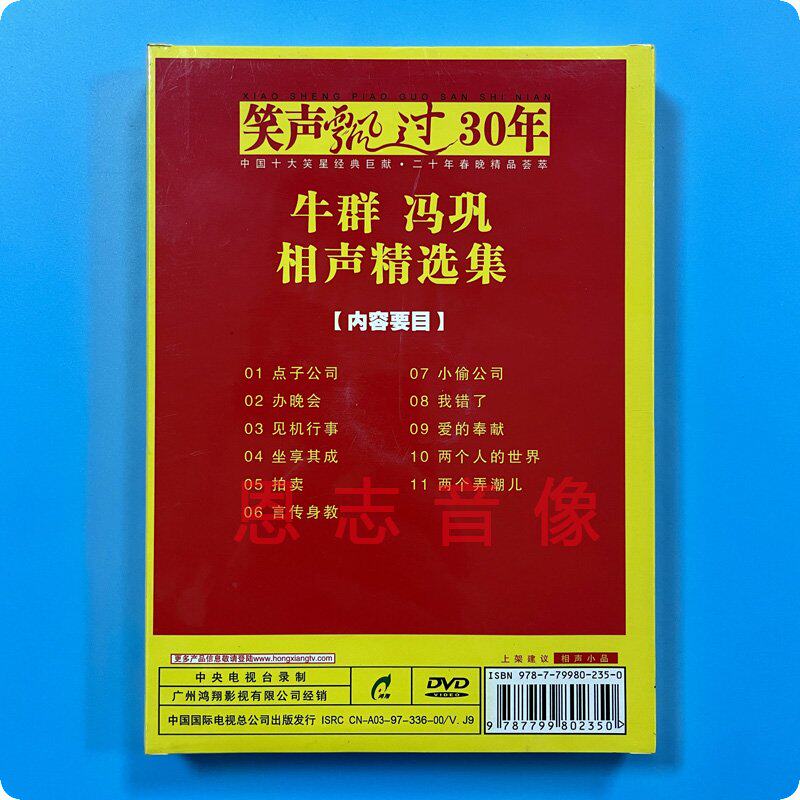 XIAO SHENG PIAO GUO SAN SHI NIAN
笑声飘过30年
中国十大笑星经典巨献·二十年春晚精品荟萃
牛群 冯巩
相声精选集
【内容要目】
01 点子公司
02 办晚会
03 见机行事
04 坐享其成
05 拍卖
06 言传身教
07 小偷公司
08 我错了
09 爱的奉献
10 两个人的世界
11 两个弄潮儿
恩志音像
更多产品信息敬请登陆www.hongxiangtv.com
上架建议 相声小品
中央电视台录制
广州鸿翔影视有限公司经销
鸿翔
DVD
VIDEO
中国国际电视总公司出版发行 ISRC CN-A03-97-336-00/V.J9
ISBN 978-7-79980-235-0
9 787799 802350